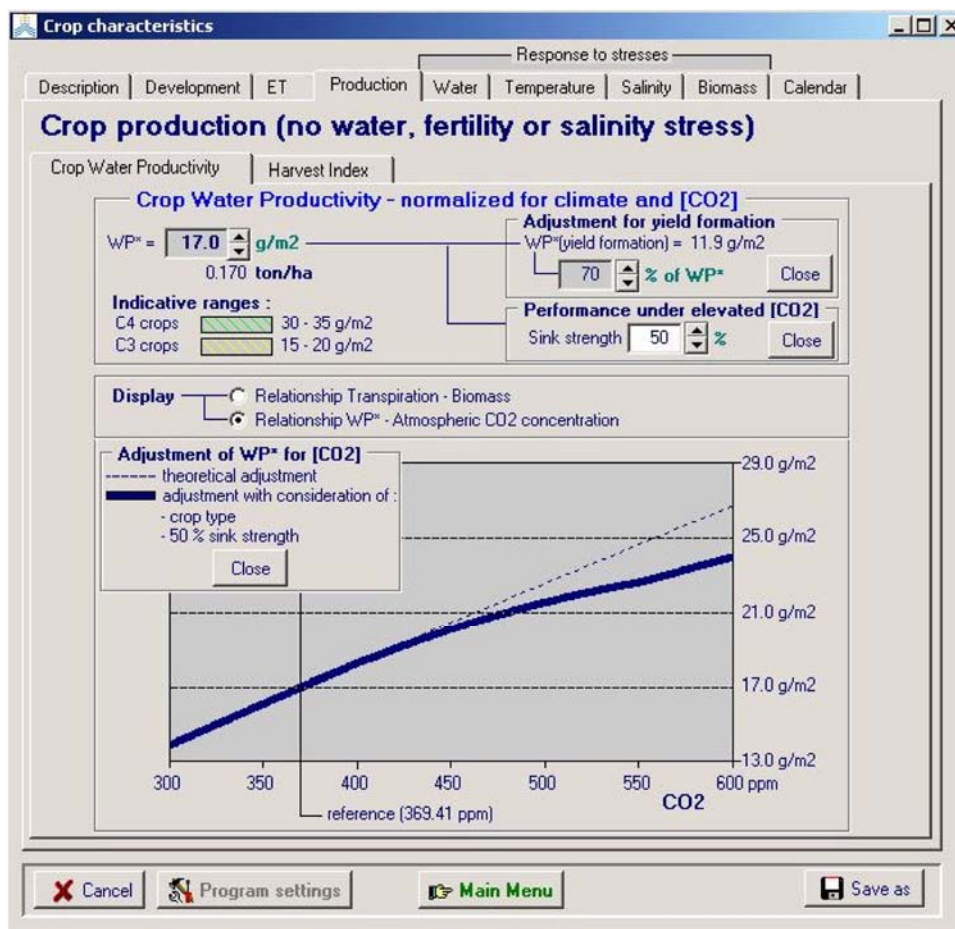 Crop characteristics
Response to stresses
Description Development ET Production Water Temperature Salinity Biomass Calendar
Crop production (no water, fertility or salinity stress)
Crop Water Productivity Harvest Index
Crop Water Productivity - normalized for climate and [CO2]
WP* = 17.0 g/m2
0.170 ton/ha
Indicative ranges :
C4 crops 30 - 35 g/m2
C3 crops 15 - 20 g/m2
Adjustment for yield formation
WP*(yield formation) = 11.9 g/m2
70 % of WP* Close
Performance under elevated [CO2]
Sink strength 50 % Close
Display Relationship Transpiration - Biomass
Relationship WP* - Atmospheric CO2 concentration
Adjustment of WP* for [CO2]
theoretical adjustment
adjustment with consideration of :
- crop type
- 50 % sink strength
Close
29.0 g/m2
25.0 g/m2
21.0 g/m2
17.0 g/m2
13.0 g/m2
300 350 400 450 500 550 600 ppm
CO2
reference (369.41 ppm)
Cancel Program settings Main Menu Save as